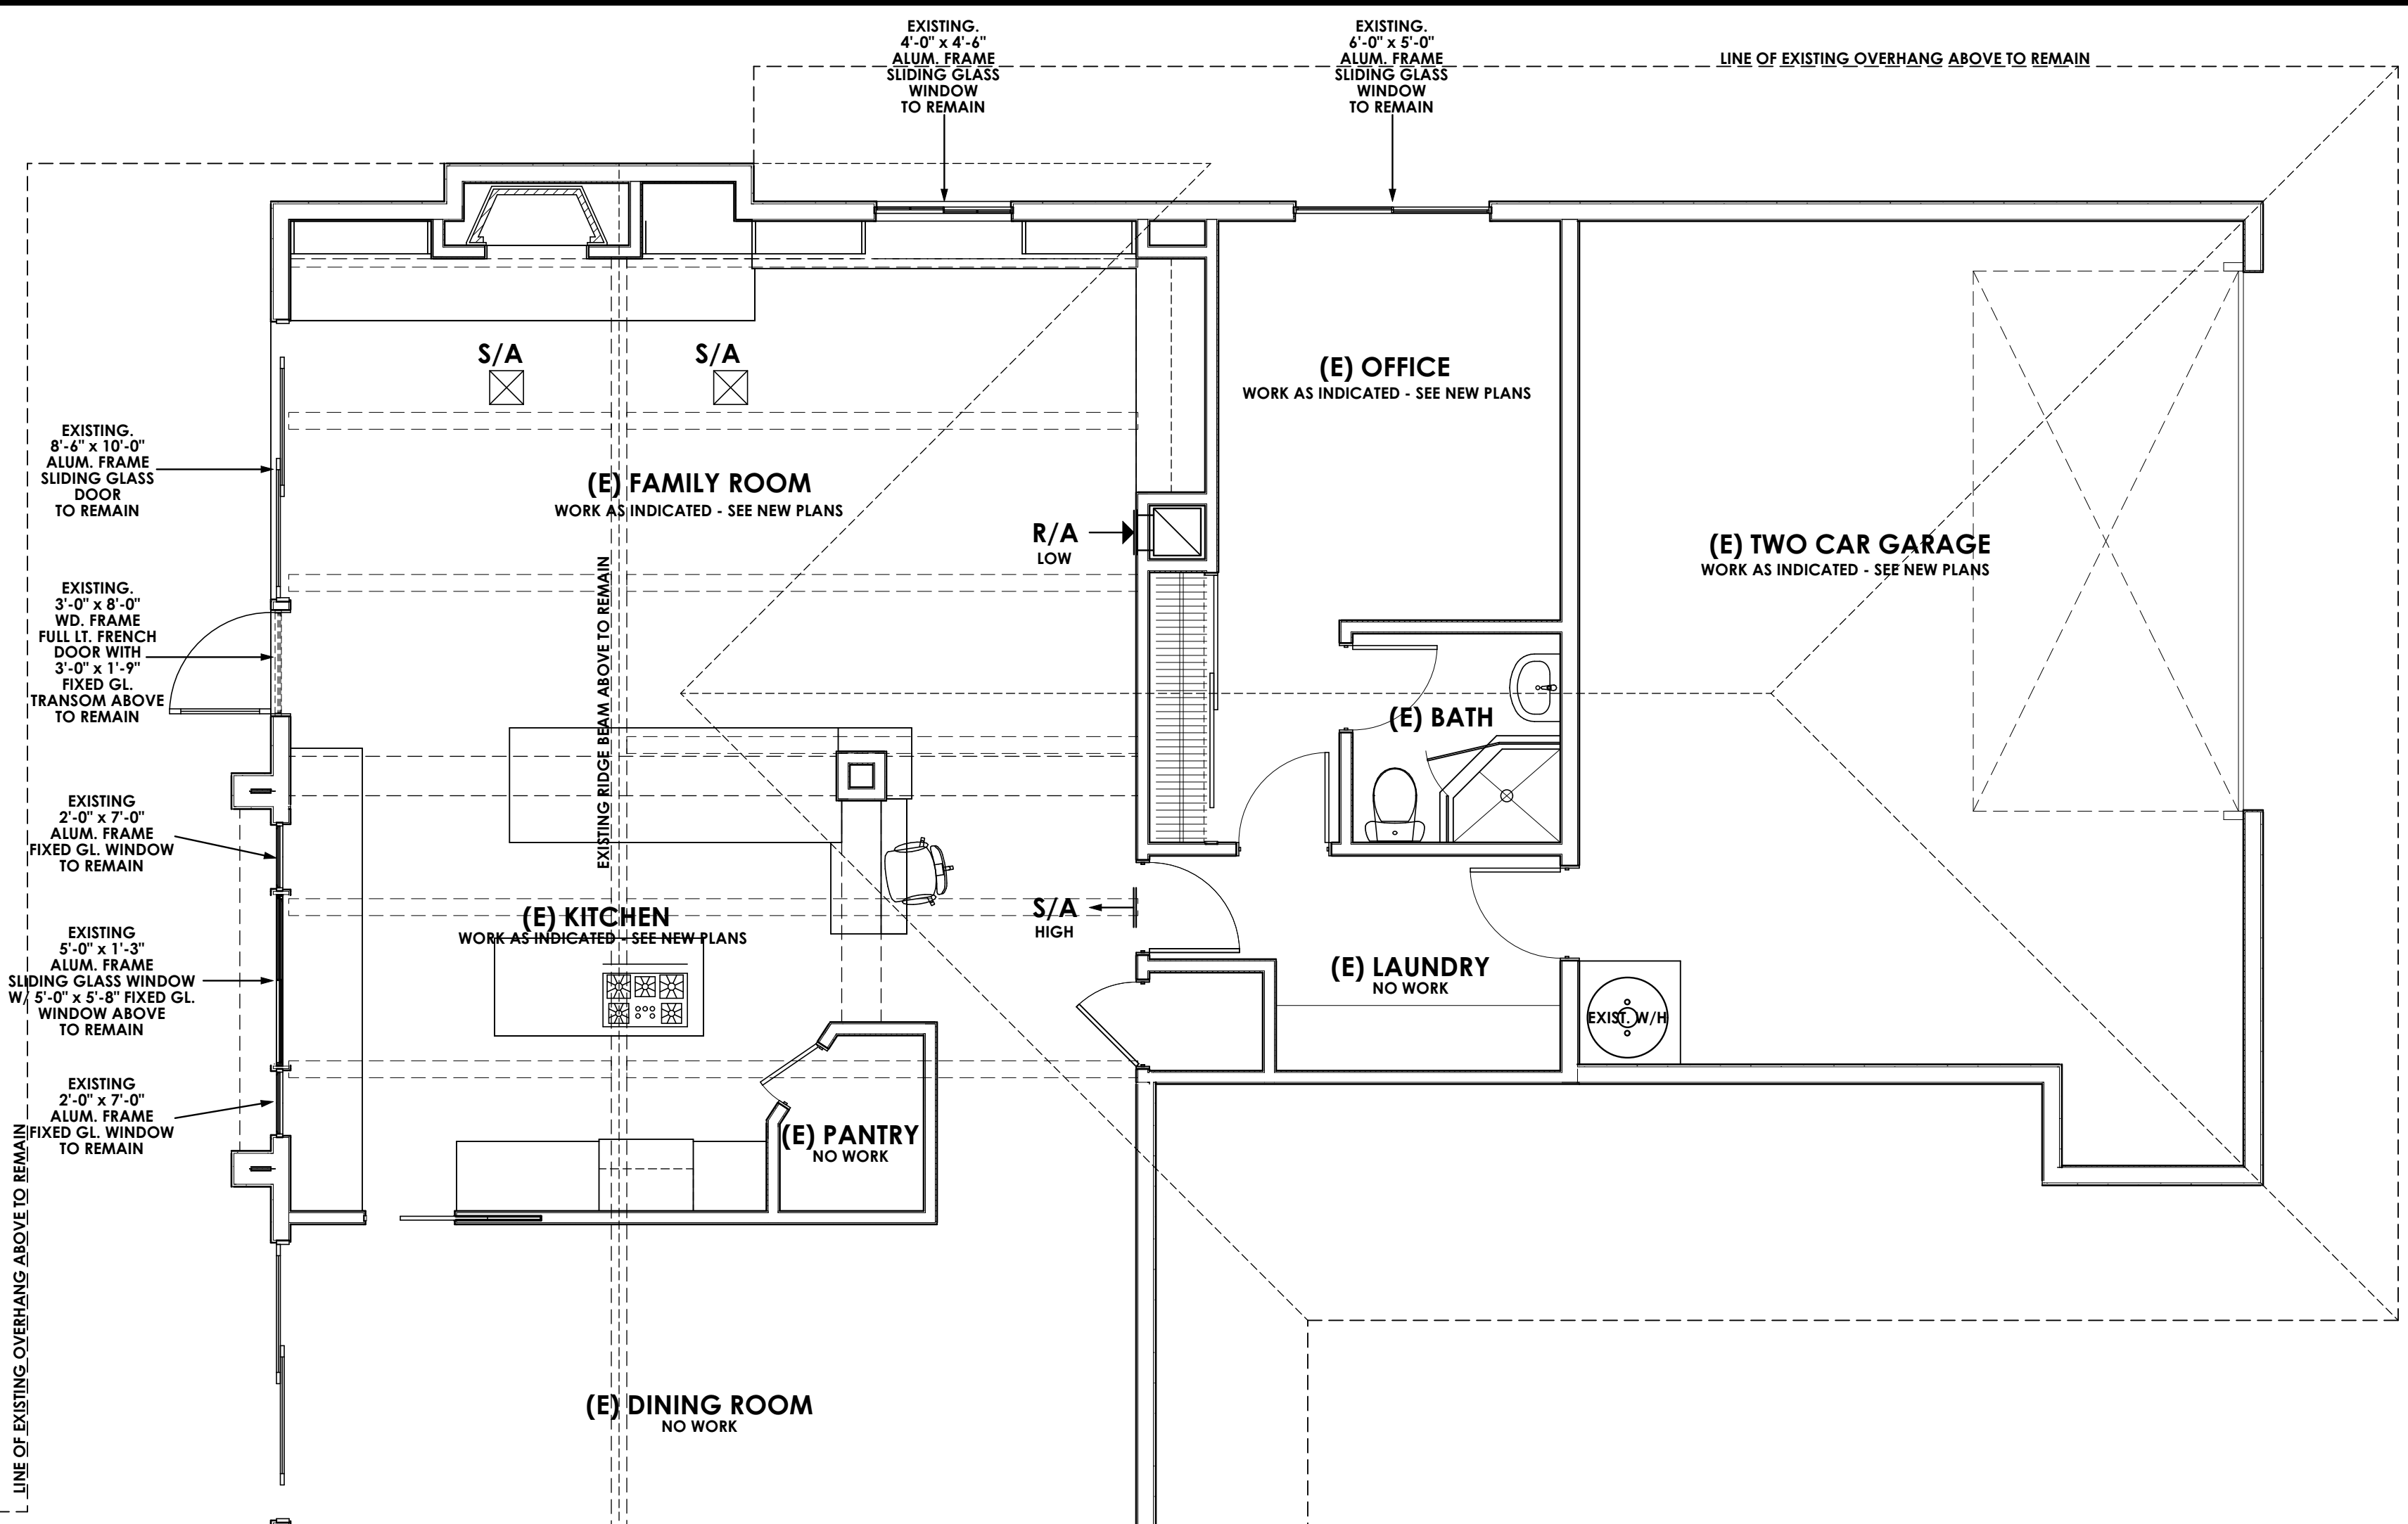 EXISTING.
4'-0" x 4'-6"
ALUM. FRAME
SLIDING GLASS
WINDOW
TO REMAIN
EXISTING.
6'-0" x 5'-0"
ALUM. FRAME
SLIDING GLASS
WINDOW
TO REMAIN
LINE OF EXISTING OVERHANG ABOVE TO REMAIN
S/A
S/A
(E) OFFICE
WORK AS INDICATED - SEE NEW PLANS
EXISTING.
8'-6" x 10'-0"
ALUM. FRAME
SLIDING GLASS
DOOR
TO REMAIN
(E) FAMILY ROOM
WORK AS INDICATED - SEE NEW PLANS
R/A
LOW
(E) TWO CAR GARAGE
WORK AS INDICATED - SEE NEW PLANS
EXISTING.
3'-0" x 8'-0"
WD. FRAME
FULL LT. FRENCH
DOOR WITH
3'-0" x 1'-9"
FIXED GL.
TRANSOM ABOVE
TO REMAIN
EXISTING RIDGE BEAM ABOVE TO REMAIN
(E) BATH
EXISTING
2'-0" x 7'-0"
ALUM. FRAME
FIXED GL. WINDOW
TO REMAIN
(E) KITCHEN
WORK AS INDICATED - SEE NEW PLANS
S/A
HIGH
EXISTING
5'-0" x 1'-3"
ALUM. FRAME
SLIDING GLASS WINDOW
W/ 5'-0" x 5'-8" FIXED GL.
WINDOW ABOVE
TO REMAIN
(E) LAUNDRY
NO WORK
EXIST. W/H
EXISTING
2'-0" x 7'-0"
ALUM. FRAME
FIXED GL. WINDOW
TO REMAIN
(E) PANTRY
NO WORK
LINE OF EXISTING OVERHANG ABOVE TO REMAIN
(E) DINING ROOM
NO WORK